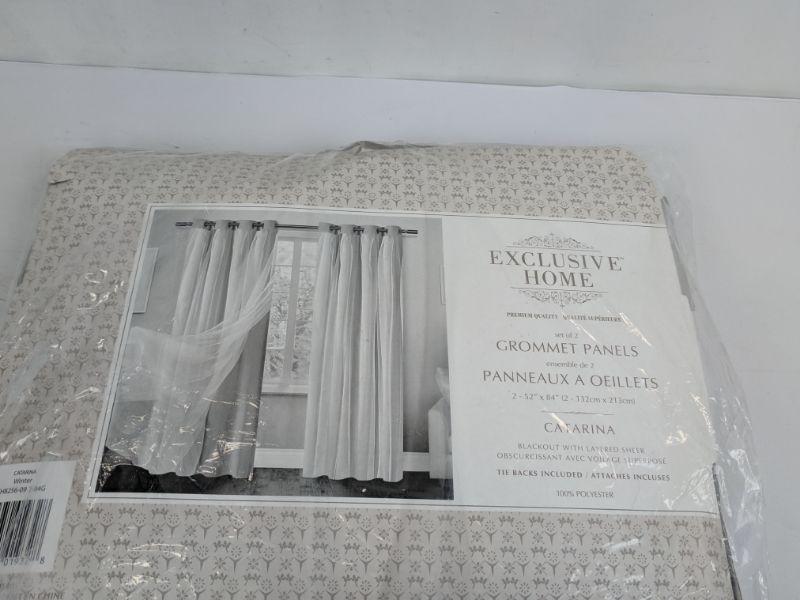 EXCLUSIVE™
HOME
PREMIUM QUALITY QUALITÉ SUPÉRIEURE
set of 2
GROMMET PANELS
ensemble de 2
PANNEAUX A OEILLETS
2 - 52" x 84" (2 - 132cm x 213cm)
CATARINA
BLACKOUT WITH LAYERED SHEER
OBSCURCISSANT AVEC VOILAGE SUPERPOSÉ
TIE BACKS INCLUDED / ATTACHES INCLUSES
100% POLYESTER
CATARINA
Winter
CHINE